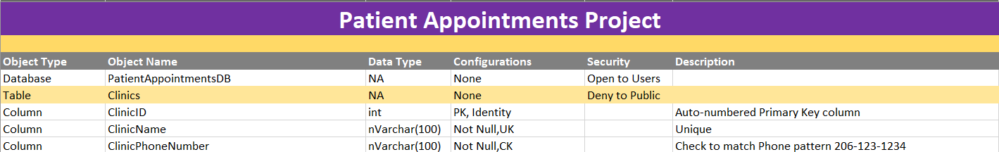 Patient Appointments Project
Object Type Object Name Data Type Configurations Security Description
Database PatientAppointmentsDB NA None Open to Users
Table Clinics NA None Deny to Public
Column ClinicID int PK, Identity Auto-numbered Primary Key column
Column ClinicName nVarchar(100) Not Null,UK Unique
Column ClinicPhoneNumber nVarchar(100) Not Null,CK Check to match Phone pattern 206-123-1234